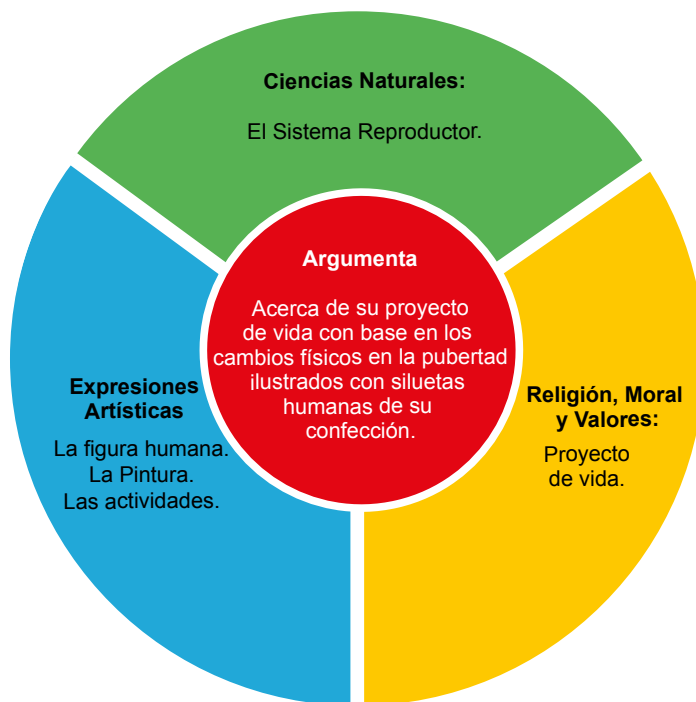 Ciencias Naturales:
El Sistema Reproductor.
Argumenta
Acerca de su proyecto
de vida con base en los
cambios físicos en la pubertad
ilustrados con siluetas
humanas de su
confección.
Expresiones
Artísticas
La figura humana.
La Pintura.
Las actividades.
Religión, Moral
y Valores:
Proyecto
de vida.